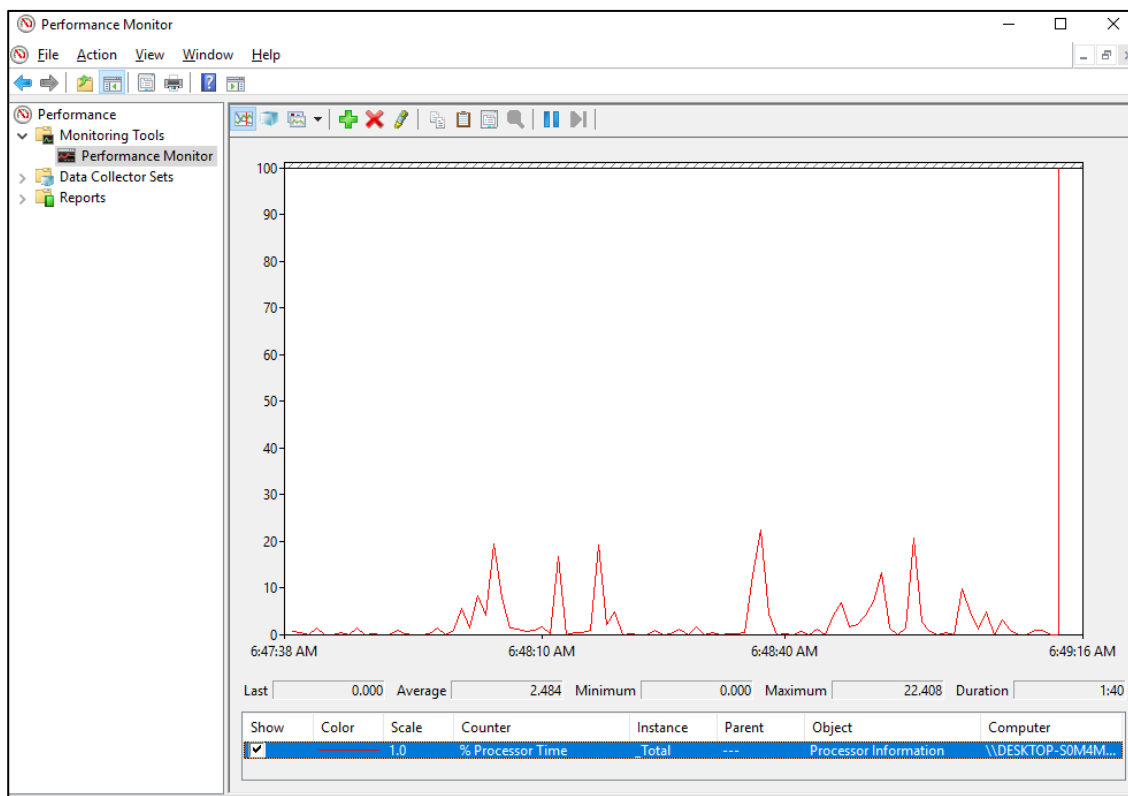 Performance Monitor
File Action View Window Help
Performance
Monitoring Tools
Performance Monitor
Data Collector Sets
Reports
100
90
80
70
60
50
40
30
20
10
0
6:47:38 AM 6:48:10 AM 6:48:40 AM 6:49:16 AM
Last 0.000 Average 2.484 Minimum 0.000 Maximum 22.408 Duration 1:40
Show Color Scale Counter Instance Parent Object Computer
1.0 % Processor Time _Total --- Processor Information \\DESKTOP-S0M4M...